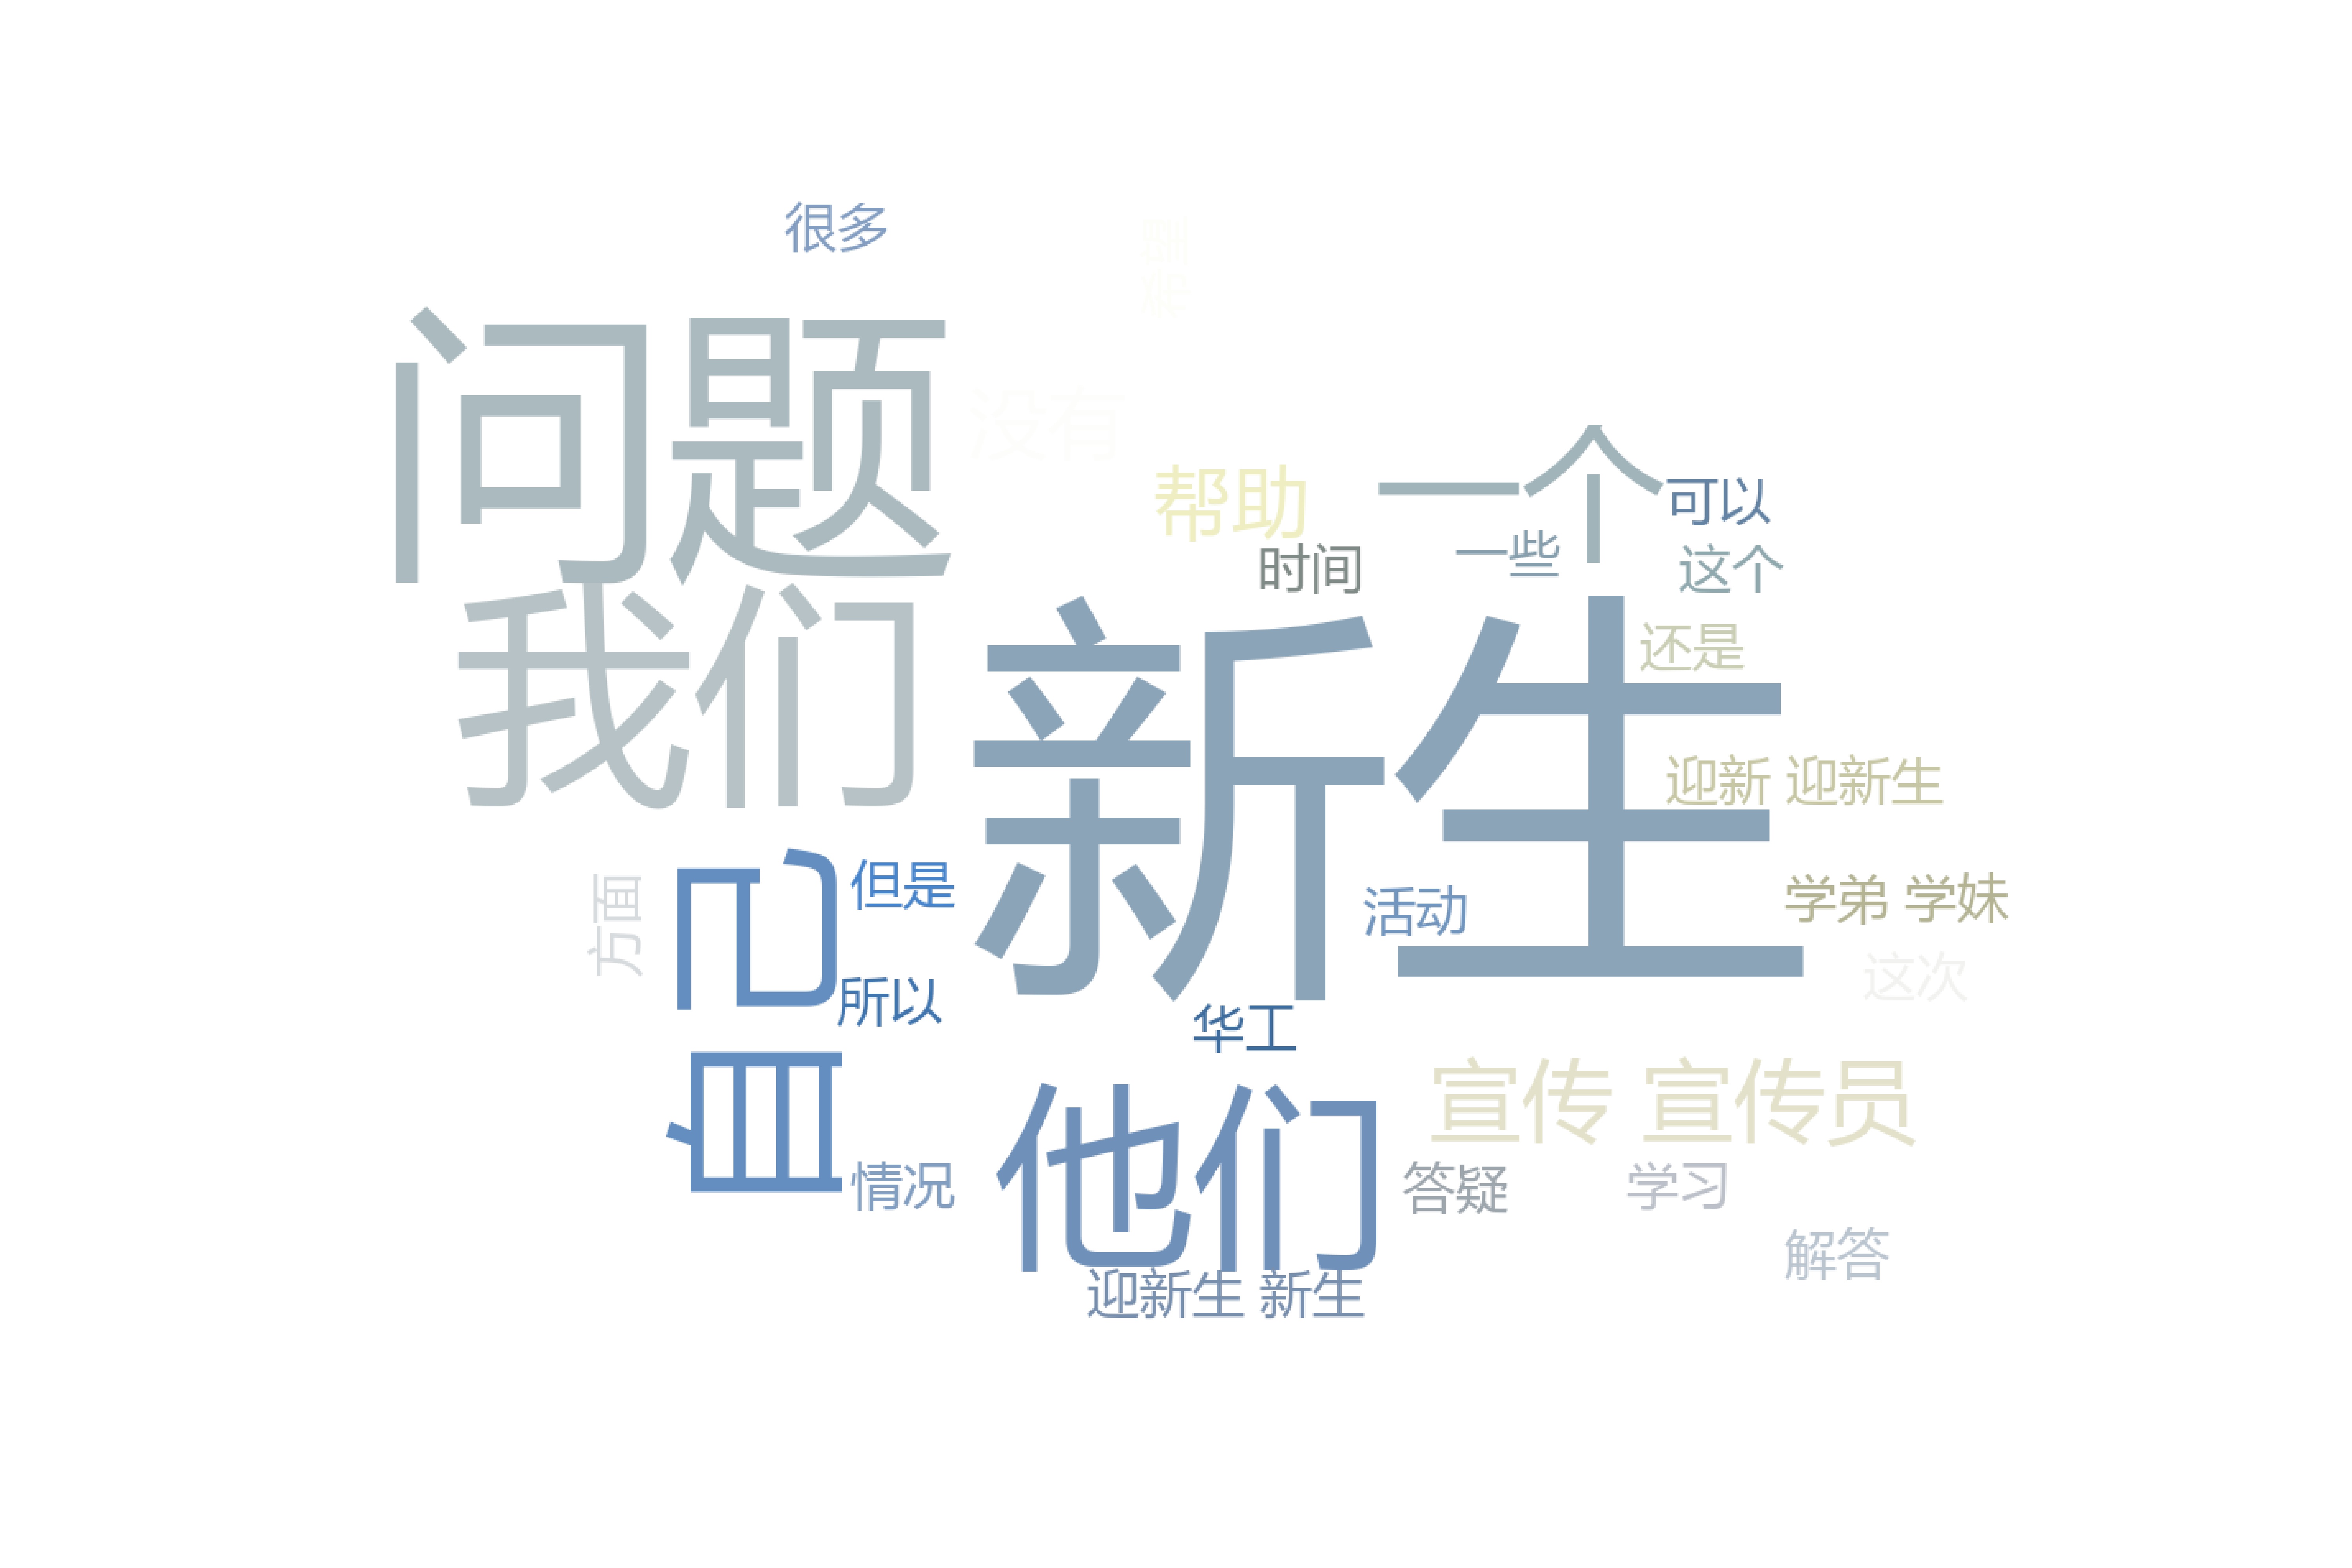 很多
问题
没有
帮助
一个
可以
时间
一些
这个
我们
新生
还是
迎新 迎新生
方面
自己
但是
活动
学弟 学妹
所以
这次
华工
宣传 宣传员
他们
情况
答疑
学习
解答
迎新生 新生